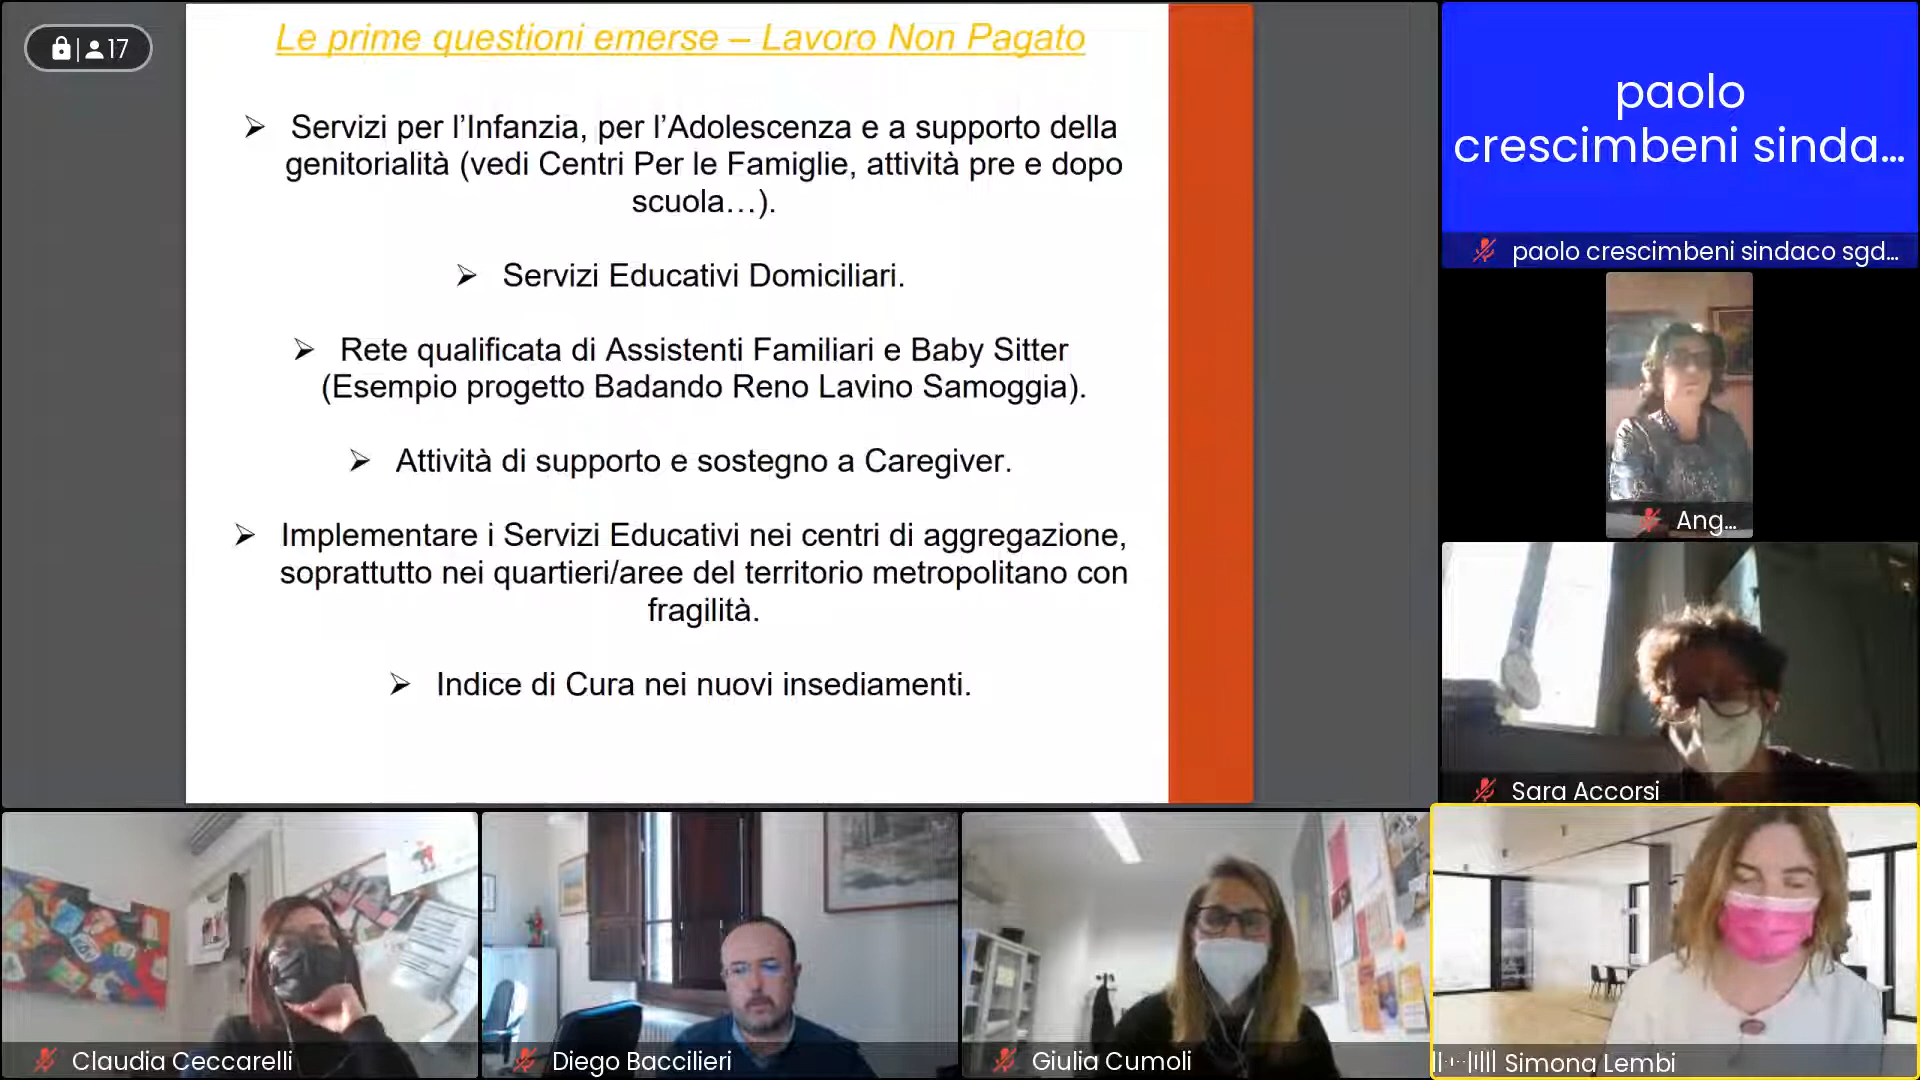 17
Le prime questioni emerse – Lavoro Non Pagato
➢ Servizi per l’Infanzia, per l’Adolescenza e a supporto della
genitorialità (vedi Centri Per le Famiglie, attività pre e dopo
scuola…).
➢ Servizi Educativi Domiciliari.
➢ Rete qualificata di Assistenti Familiari e Baby Sitter
(Esempio progetto Badando Reno Lavino Samoggia).
➢ Attività di supporto e sostegno a Caregiver.
➢ Implementare i Servizi Educativi nei centri di aggregazione,
soprattutto nei quartieri/aree del territorio metropolitano con
fragilità.
➢ Indice di Cura nei nuovi insediamenti.
paolo
crescimbeni sinda...
paolo crescimbeni sindaco sgd...
Ang...
Sara Accorsi
Claudia Ceccarelli
Diego Baccilieri
Giulia Cumoli
Simona Lembi